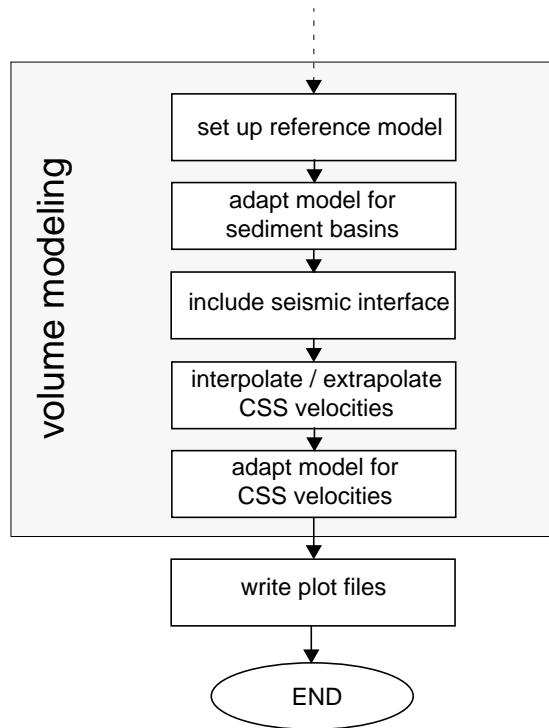 volume modeling
set up reference model
adapt model for
sediment basins
include seismic interface
interpolate / extrapolate
CSS velocities
adapt model for
CSS velocities
write plot files
END